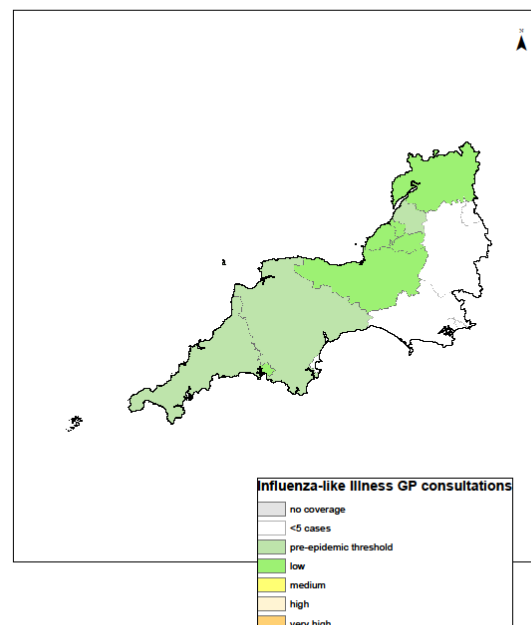 N
Influenza-like Illness GP consultations
no coverage
<5 cases
pre-epidemic threshold
low
medium
high
very high